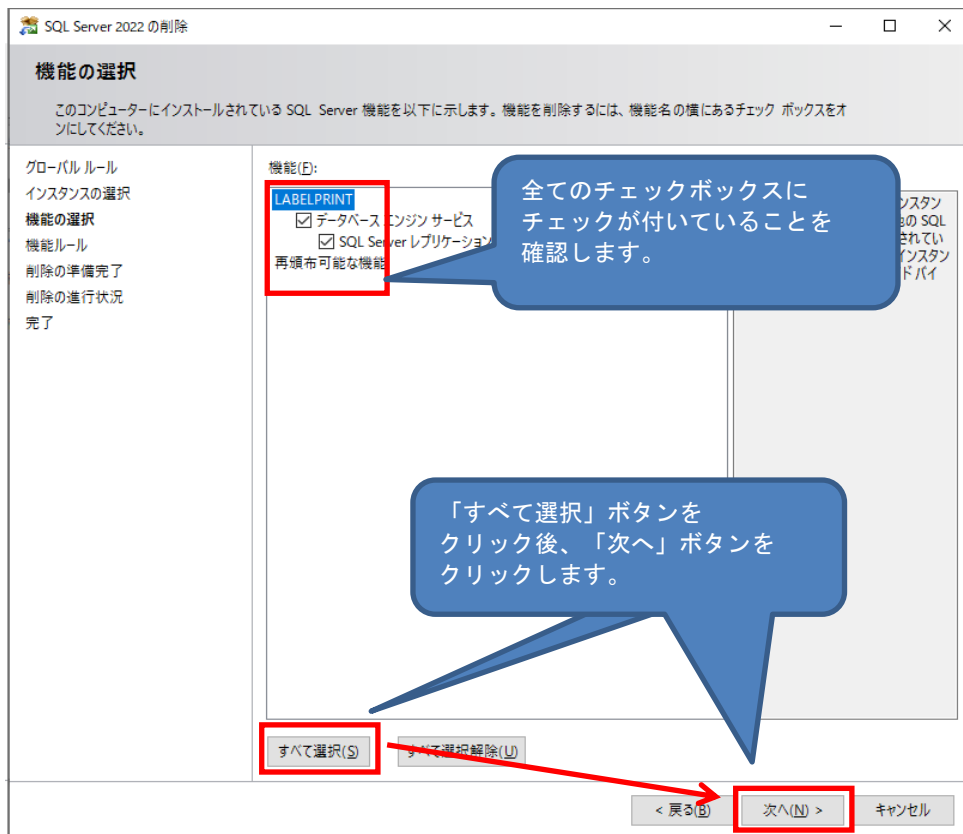 SQL Server 2022 の削除
機能の選択
このコンピューターにインストールされている SQL Server 機能を以下に示します。機能を削除するには、機能名の横にあるチェック ボックスをオ
ンにしてください。
グローバル ルール
インスタンスの選択
機能の選択
機能ルール
削除の準備完了
削除の進行状況
完了
機能(F):
LABELPRINT
データベース エンジン サービス
SQL Server レプリケーション
再頒布可能な機能
全てのチェックボックスに
チェックが付いていることを
確認します。
ンスタン
の SQL
されてい
インスタン
ド バイ
「すべて選択」ボタンを
クリック後、「次へ」ボタンを
クリックします。
すべて選択(S)
すべて選択解除(U)
< 戻る(B)
次へ(N) >
キャンセル